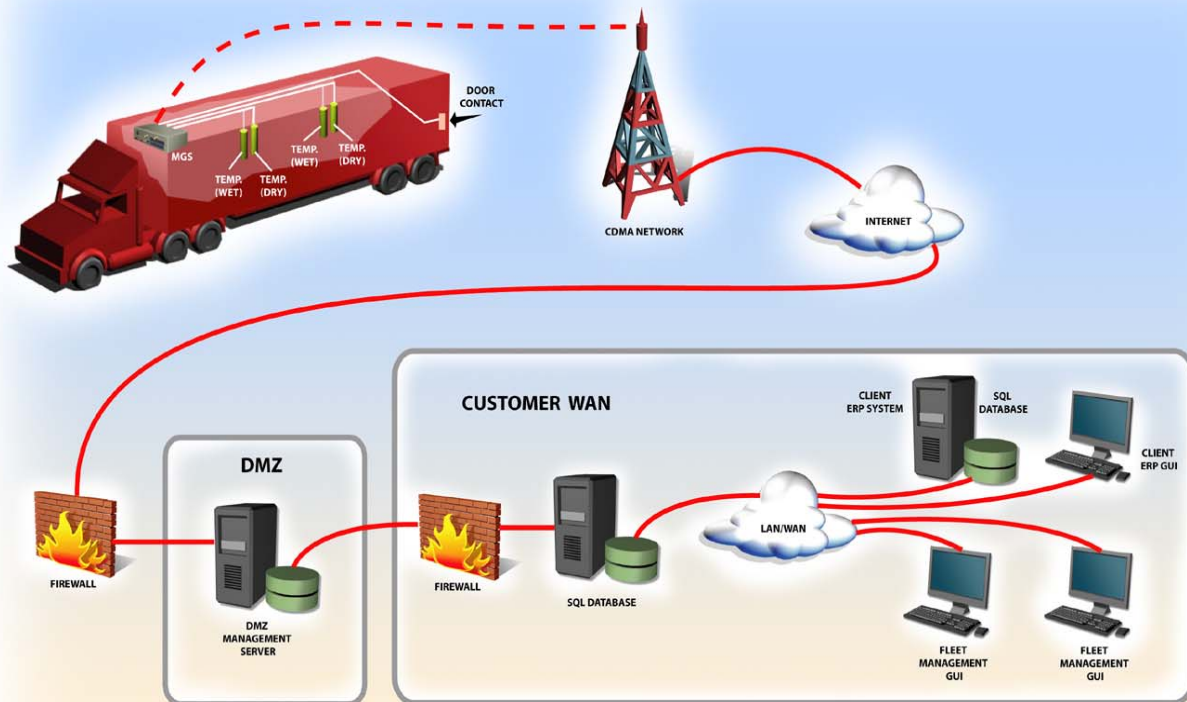 DOOR
CONTACT
MGS
TEMP.
(WET)
TEMP.
(DRY)
TEMP.
(WET)
TEMP.
(DRY)
CDMA NETWORK
INTERNET
CUSTOMER WAN
CLIENT
ERP SYSTEM
SQL
DATABASE
CLIENT
ERP GUI
DMZ
LAN/WAN
FIREWALL
DMZ
MANAGEMENT
SERVER
FIREWALL
SQL DATABASE
FLEET
MANAGEMENT
GUI
FLEET
MANAGEMENT
GUI